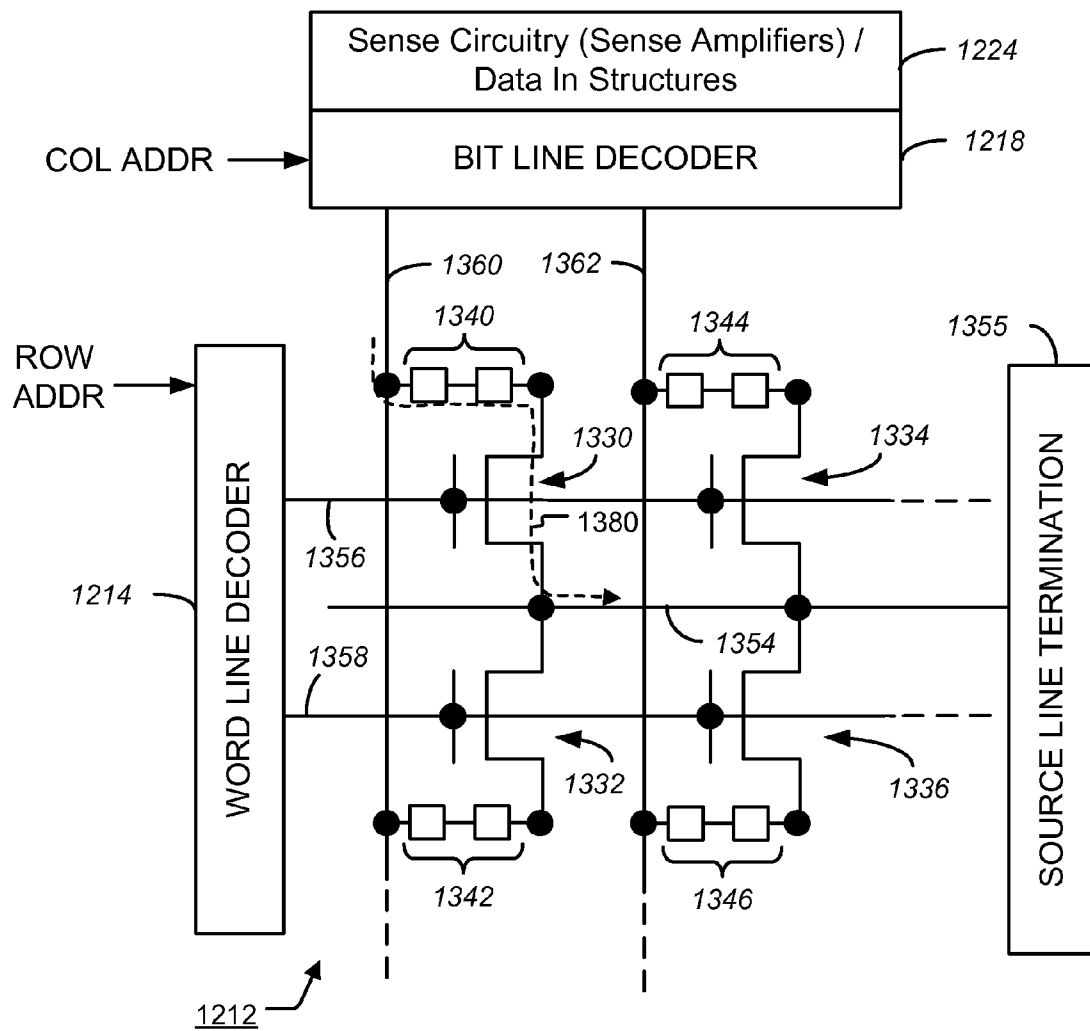 Sense Circuitry (Sense Amplifiers) /
Data In Structures
1224
COL ADDR
BIT LINE DECODER
1218
1360
1362
1340
1344
1355
ROW
ADDR
1330
1334
1380
1356
1214
WORD LINE DECODER
1354
1358
SOURCE LINE TERMINATION
1332
1336
1342
1346
1212